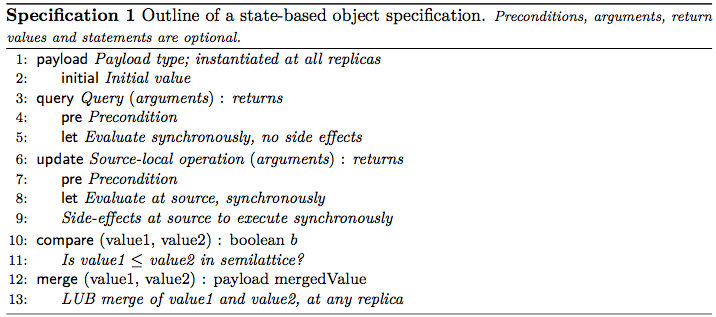 Specification 1 Outline of a state-based object specification. Preconditions, arguments, return
values and statements are optional.
1: payload Payload type; instantiated at all replicas
2: initial Initial value
3: query Query (arguments) : returns
4: pre Precondition
5: let Evaluate synchronously, no side effects
6: update Source-local operation (arguments) : returns
7: pre Precondition
8: let Evaluate at source, synchronously
9: Side-effects at source to execute synchronously
10: compare (value1, value2) : boolean b
11: Is value1 ≤ value2 in semilattice?
12: merge (value1, value2) : payload mergedValue
13: LUB merge of value1 and value2, at any replica